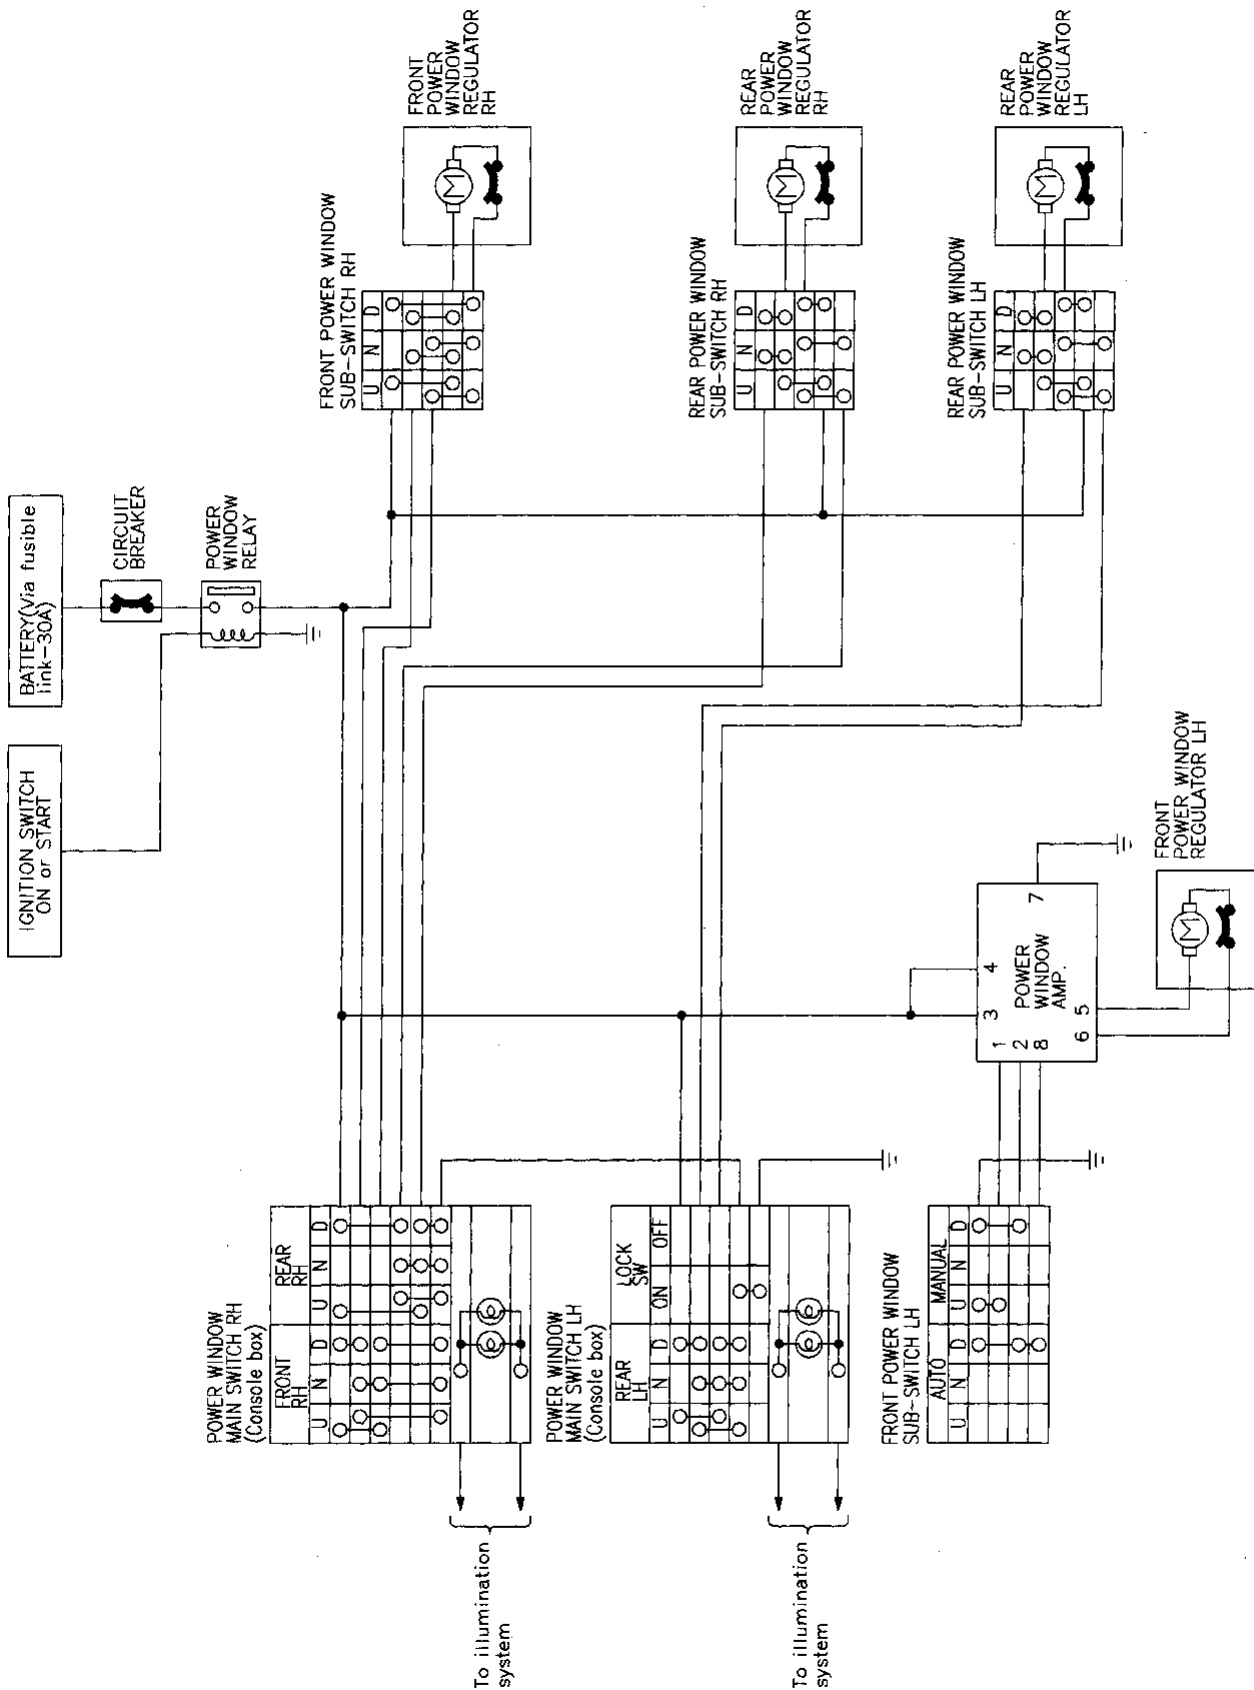 FRONT
POWER
WINDOW
REGULATOR
RH
REAR
POWER
WINDOW
REGULATOR
RH
REAR
POWER
WINDOW
REGULATOR
LH
M
M
M
FRONT POWER WINDOW
SUB-SWITCH RH
U N D
REAR POWER WINDOW
SUB-SWITCH RH
U N D
REAR POWER WINDOW
SUB-SWITCH LH
U N D
BATTERY(Via fusible
link-30A)
CIRCUIT
BREAKER
POWER
WINDOW
RELAY
IGNITION SWITCH
ON or START
FRONT
POWER WINDOW
REGULATOR LH
M
POWER
WINDOW
AMP.
1
2
8
3
4
7
6
5
POWER WINDOW
MAIN SWITCH RH
(Console box)
FRONT
RH
REAR
RH
U N D U N D
To illumination
system
POWER WINDOW
MAIN SWITCH LH
(Console box)
REAR
LH
LOCK
SW
U N D ON OFF
To illumination
system
FRONT POWER WINDOW
SUB-SWITCH LH
AUTO MANUAL
U N D U N D